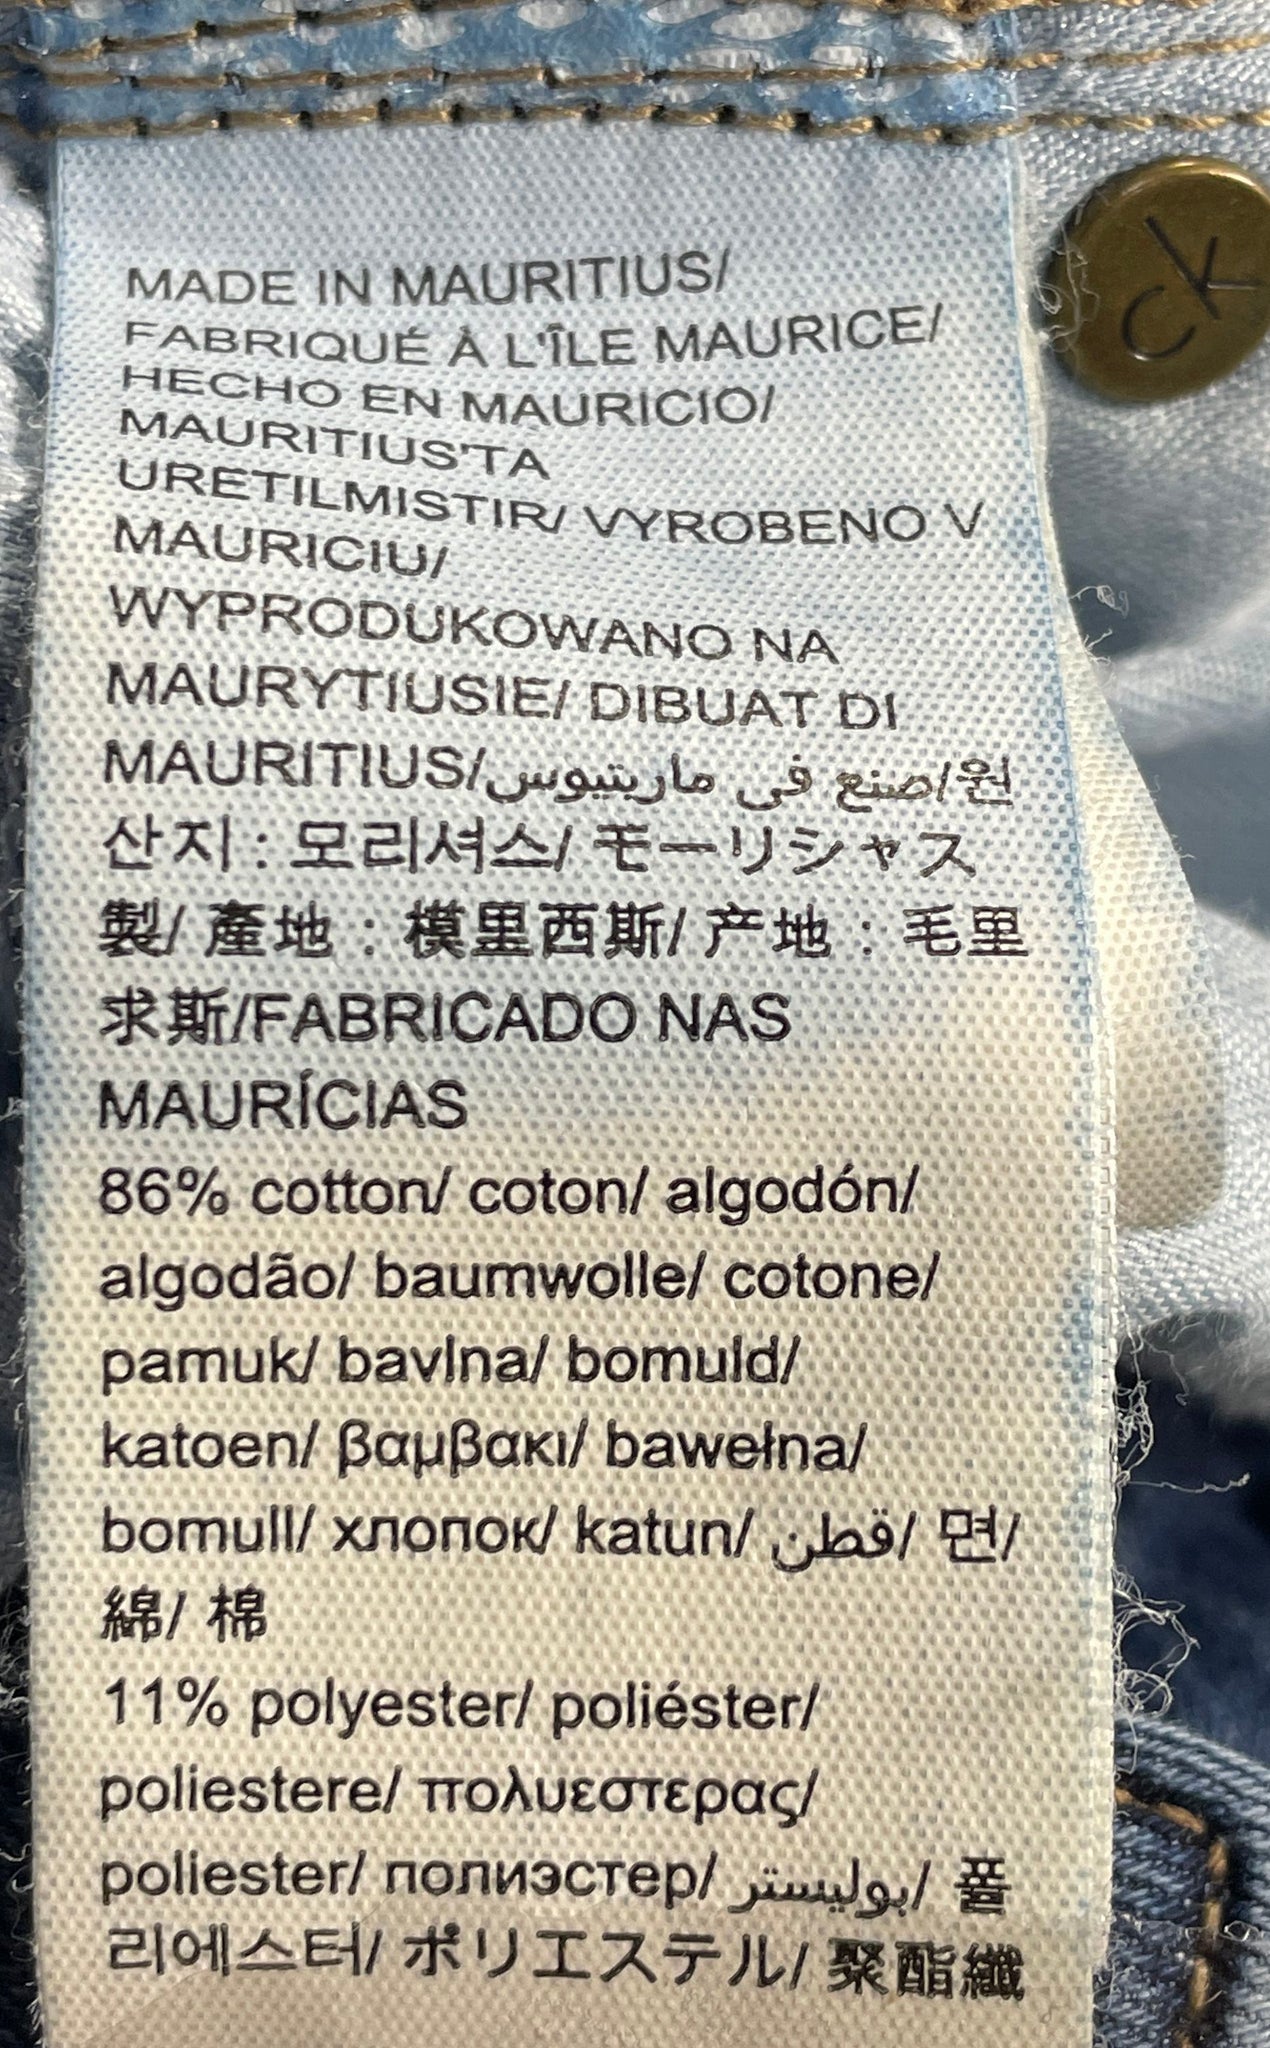 MADE IN MAURITIUS/
FABRIQUÉ À L'ÎLE MAURICE/
HECHO EN MAURICIO/
MAURITIUS'TA
URETILMISTIR/ VYROBENO V
MAURICIU/
WYPRODUKOWANO NA
MAURYTIUSIE/ DIBUAT DI
MAURITIUS/صنع فى ماريتيوس/원
산지 : 모리셔스/ モーリシャス
製/ 產地 : 模里西斯/ 产地 : 毛里
求斯/FABRICADO NAS
MAURÍCIAS
86% cotton/ coton/ algodón/
algodão/ baumwolle/ cotone/
pamuk/ bavlna/ bomuld/
katoen/ βαμβακι/ bawełna/
bomull/ хлопок/ katun/ قطن/ 면/
綿/ 棉
11% polyester/ poliéster/
poliestere/ πολυεστερας/
poliester/ полиэстер/ بوليستر/ 폴
리에스터/ ポリエステル/ 聚酯纖
ck